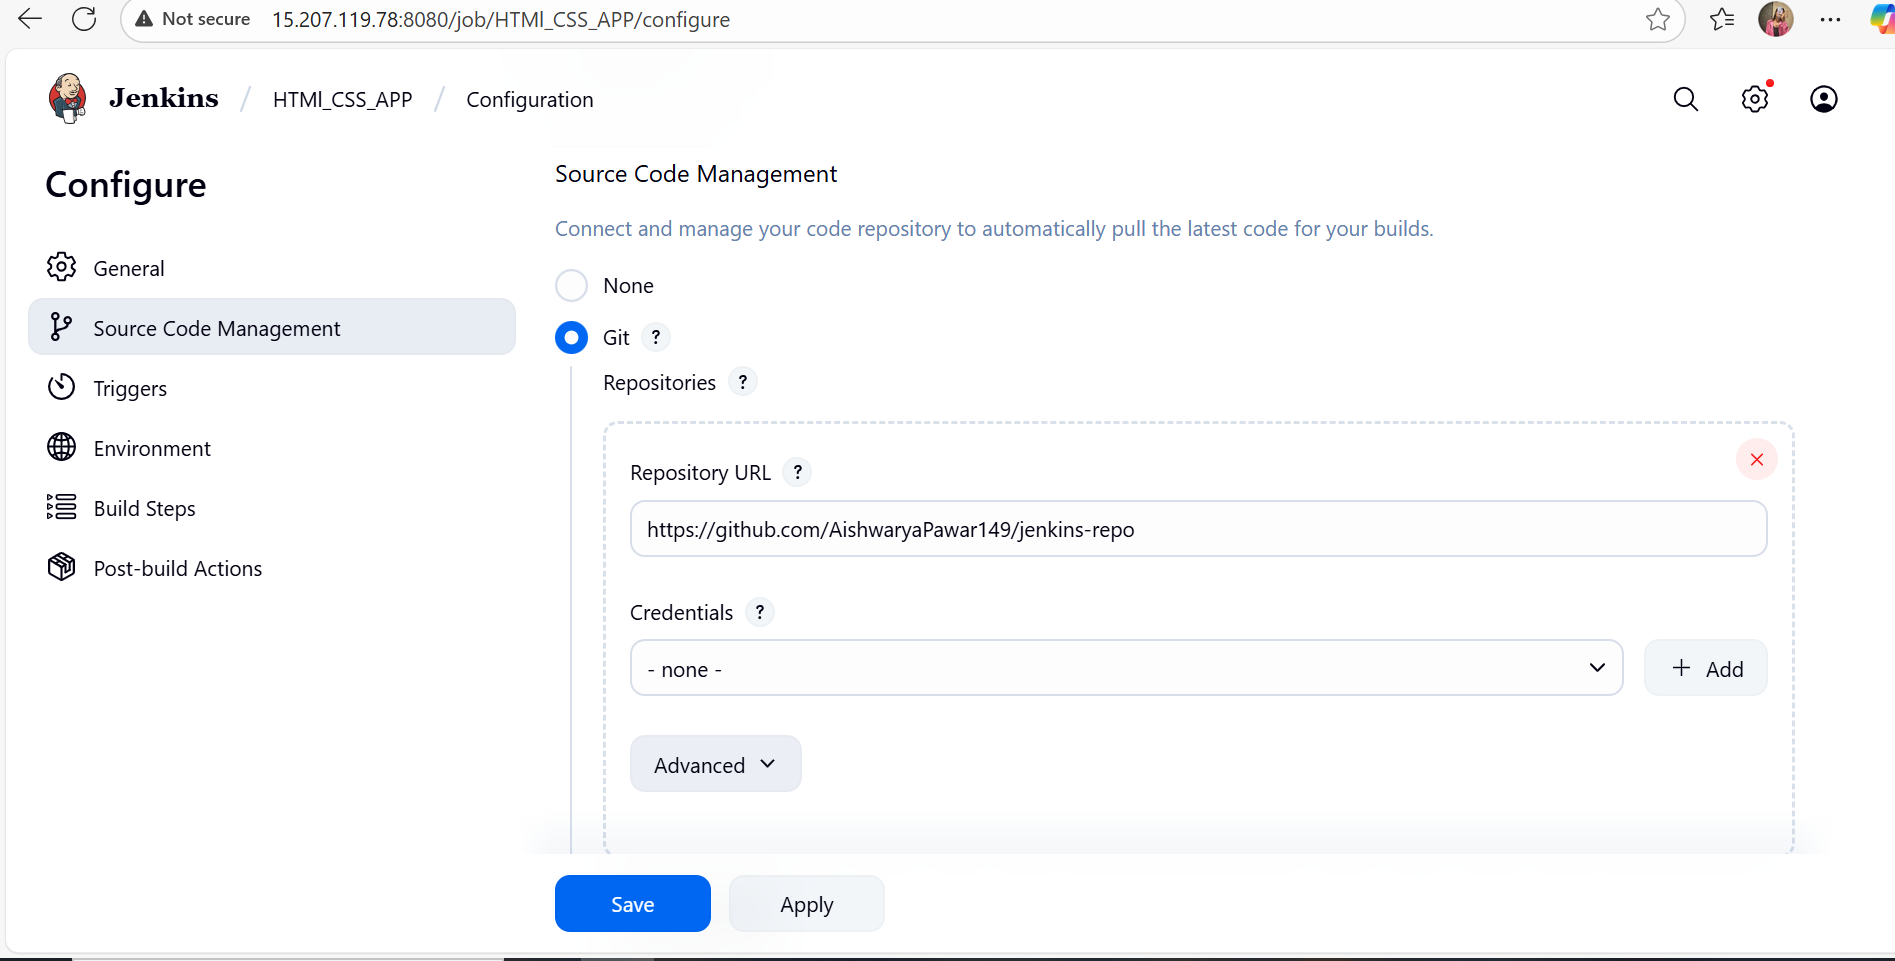 Not secure 15.207.119.78:8080/job/HTMl_CSS_APP/configure
Jenkins / HTMl_CSS_APP / Configuration
Configure
General
Source Code Management
Triggers
Environment
Build Steps
Post-build Actions
Source Code Management
Connect and manage your code repository to automatically pull the latest code for your builds.
None
Git ?
Repositories ?
Repository URL ?
https://github.com/AishwaryaPawar149/jenkins-repo
Credentials ?
- none -
+ Add
Advanced
Save
Apply